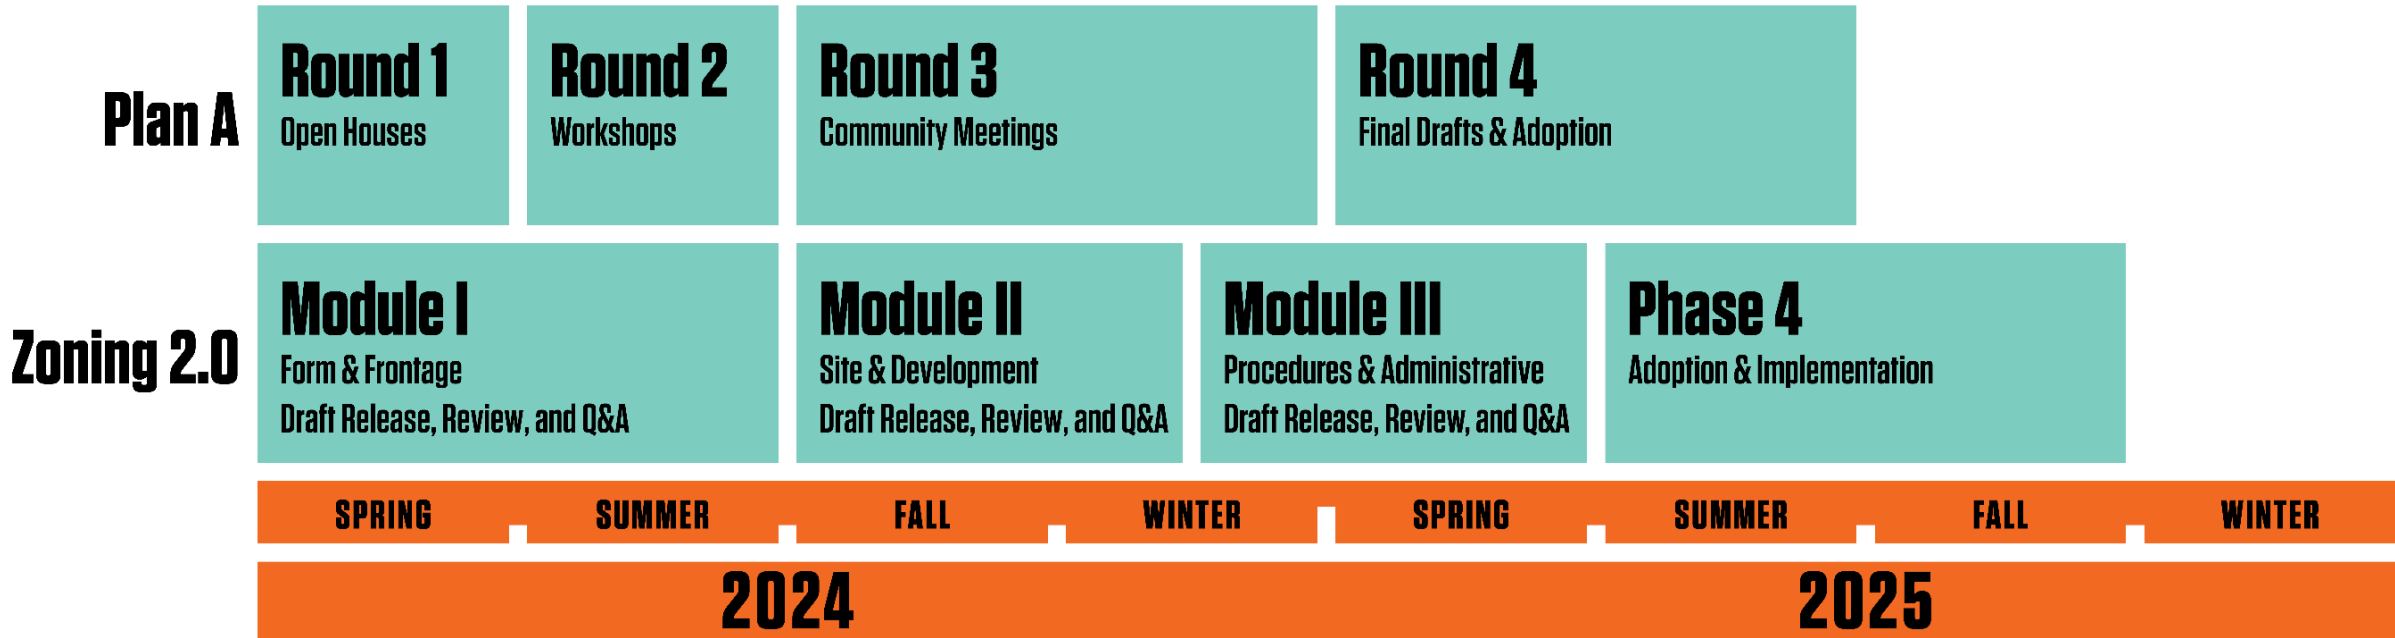 Plan A
Round 1
Open Houses
Round 2
Workshops
Round 3
Community Meetings
Round 4
Final Drafts & Adoption
Zoning 2.0
Module I
Form & Frontage
Draft Release, Review, and Q&A
Module II
Site & Development
Draft Release, Review, and Q&A
Module III
Procedures & Administrative
Draft Release, Review, and Q&A
Phase 4
Adoption & Implementation
SPRING
SUMMER
FALL
WINTER
SPRING
SUMMER
FALL
WINTER
2024
2025